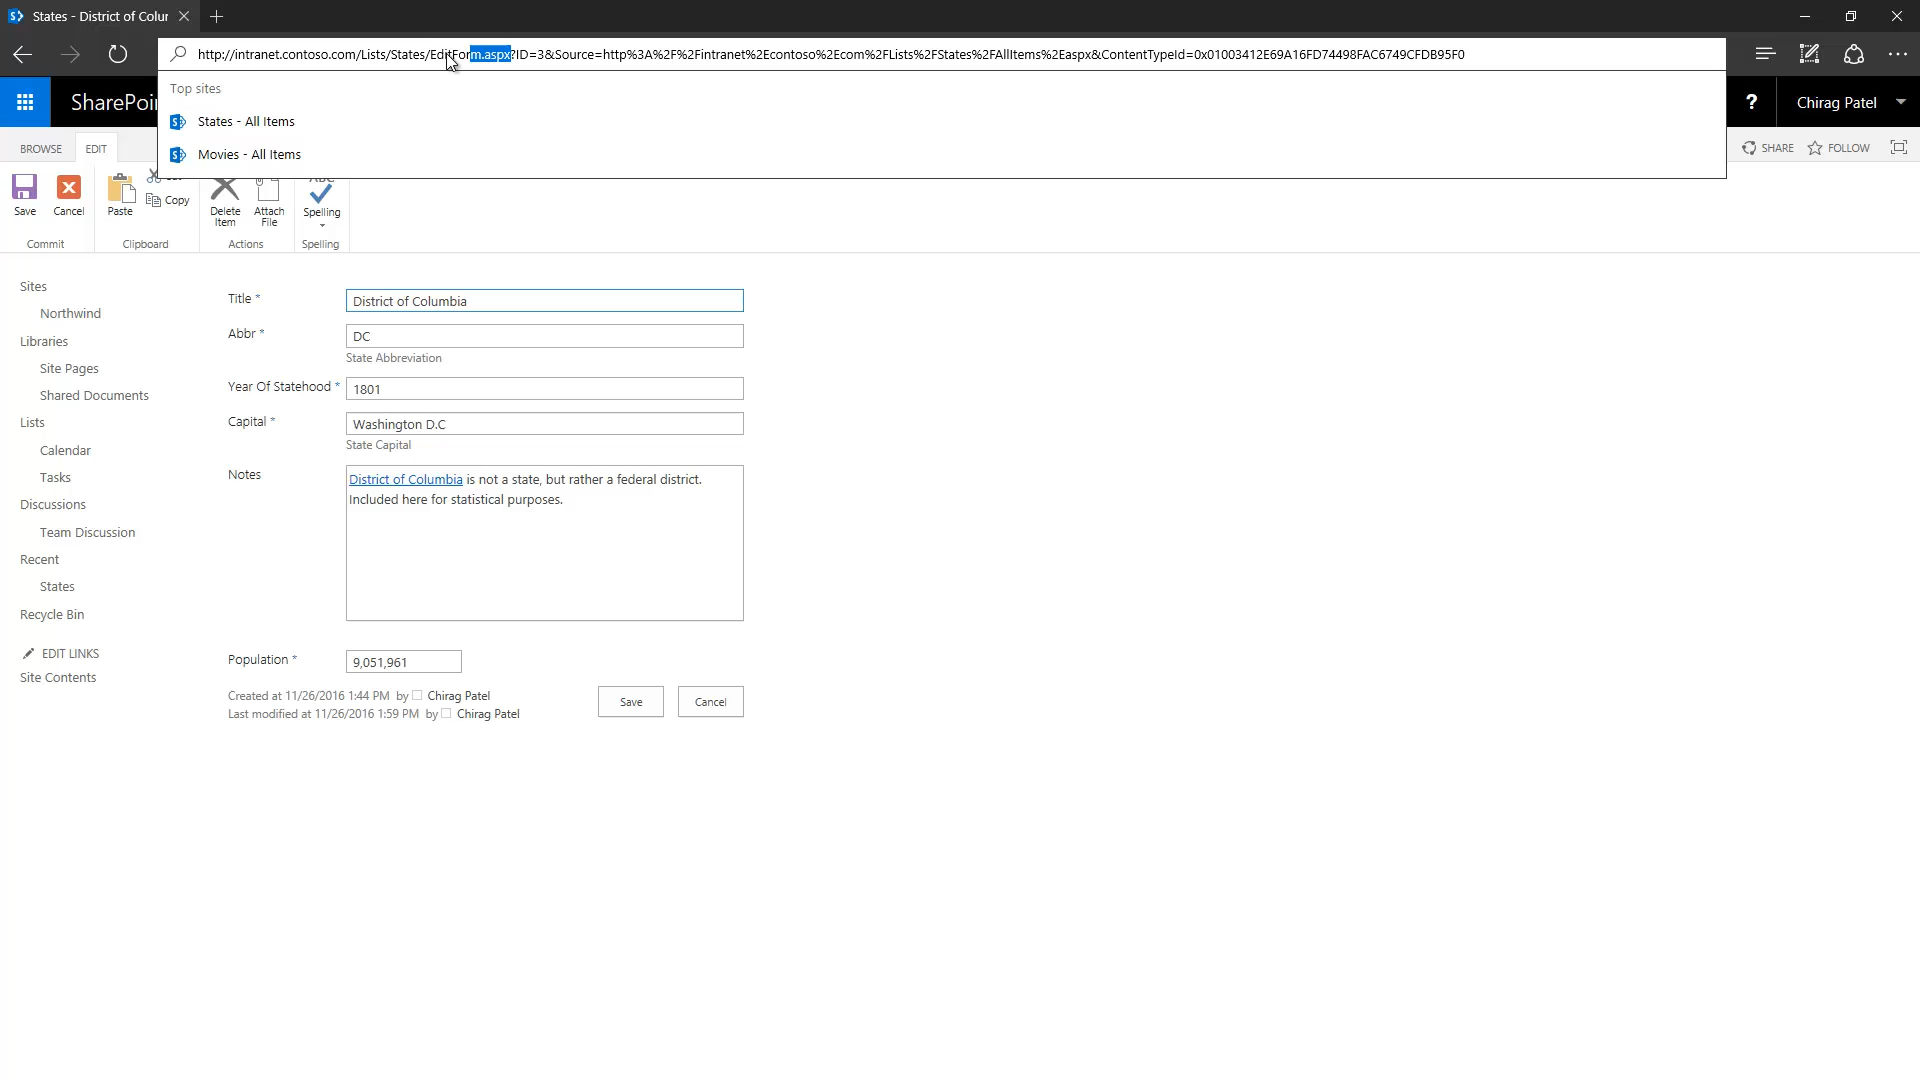 States - District of Colur
http://intranet.contoso.com/Lists/States/EditForm.aspx?ID=3&Source=http%3A%2F%2Fintranet%2Econtoso%2Ecom%2FLists%2FStates%2FAllItems%2Easpx&ContentTypeId=0x01003412E69A16FD74498FAC6749CFDB95F0
Top sites
States - All Items
Movies - All Items
SharePoi
? Chirag Patel
BROWSE EDIT
SHARE FOLLOW
Save Cancel Paste Copy Delete Item Attach File ABC Spelling
Commit Clipboard Actions Spelling
Sites
Northwind
Libraries
Site Pages
Shared Documents
Lists
Calendar
Tasks
Discussions
Team Discussion
Recent
States
Recycle Bin
EDIT LINKS
Site Contents
Title * District of Columbia
Abbr * DC
State Abbreviation
Year Of Statehood * 1801
Capital * Washington D.C
State Capital
Notes District of Columbia is not a state, but rather a federal district.
Included here for statistical purposes.
Population * 9,051,961
Created at 11/26/2016 1:44 PM by Chirag Patel
Last modified at 11/26/2016 1:59 PM by Chirag Patel
Save Cancel